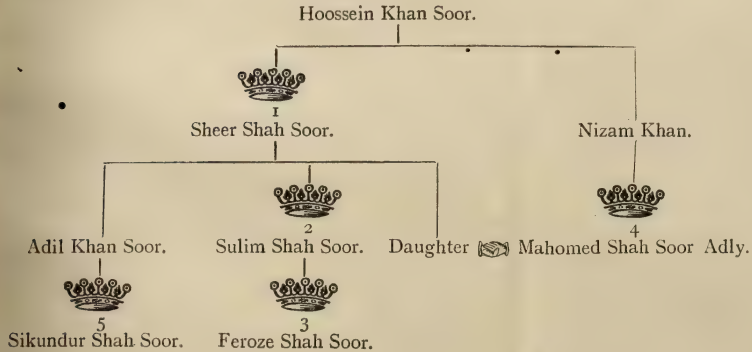 Hoossein Khan Soor.
1
Sheer Shah Soor.
Nizam Khan.
2
4
Adil Khan Soor.
Sulim Shah Soor.
Daughter
Mahomed Shah Soor Adly.
5
3
Sikundur Shah Soor.
Feroze Shah Soor.